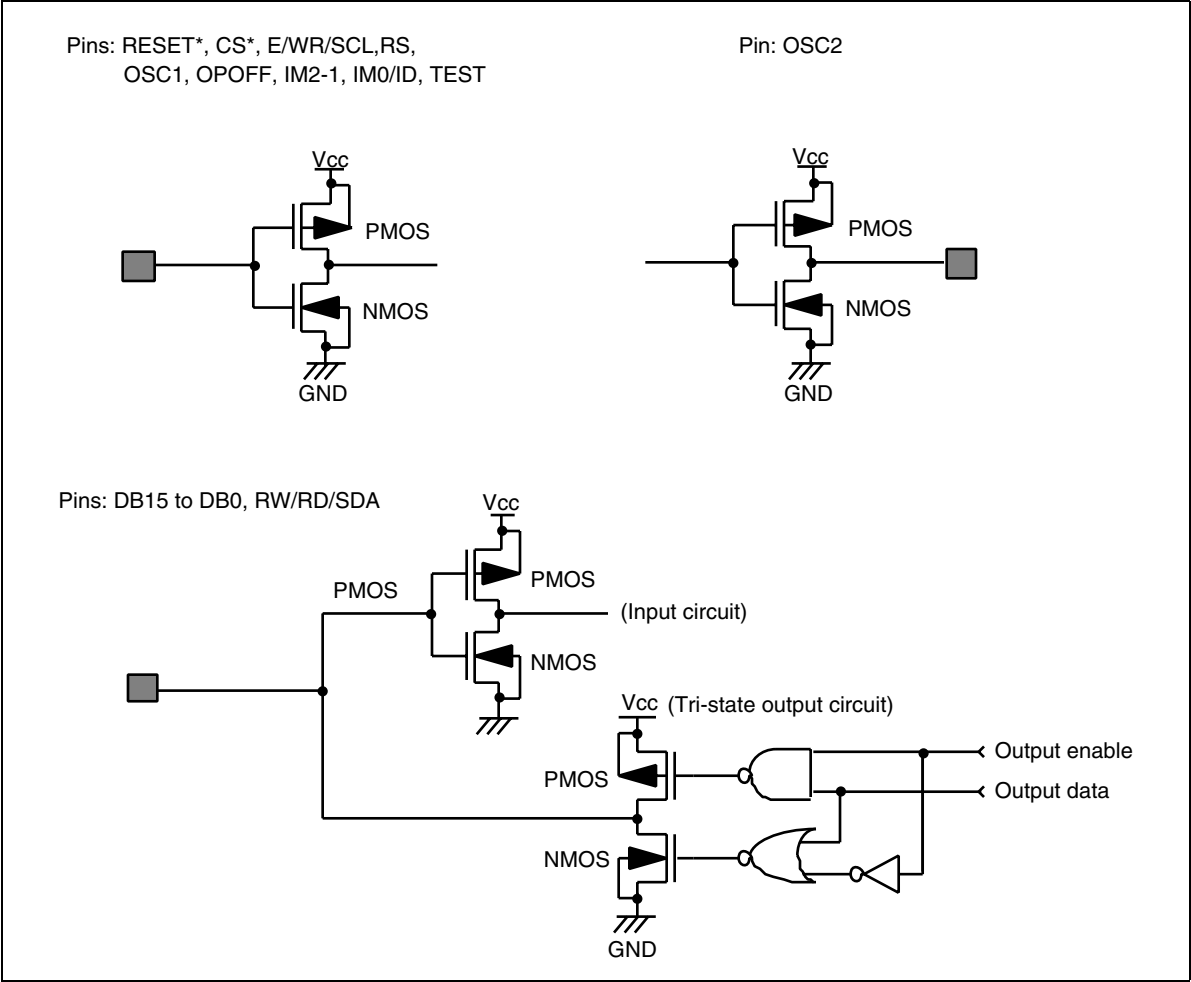 Pins: RESET*, CS*, E/WR/SCL,RS,
OSC1, OPOFF, IM2-1, IM0/ID, TEST
Pin: OSC2
Vcc
PMOS
NMOS
GND
Vcc
PMOS
NMOS
GND
Pins: DB15 to DB0, RW/RD/SDA
Vcc
PMOS
PMOS
(Input circuit)
NMOS
Vcc (Tri-state output circuit)
Output enable
PMOS
Output data
NMOS
GND